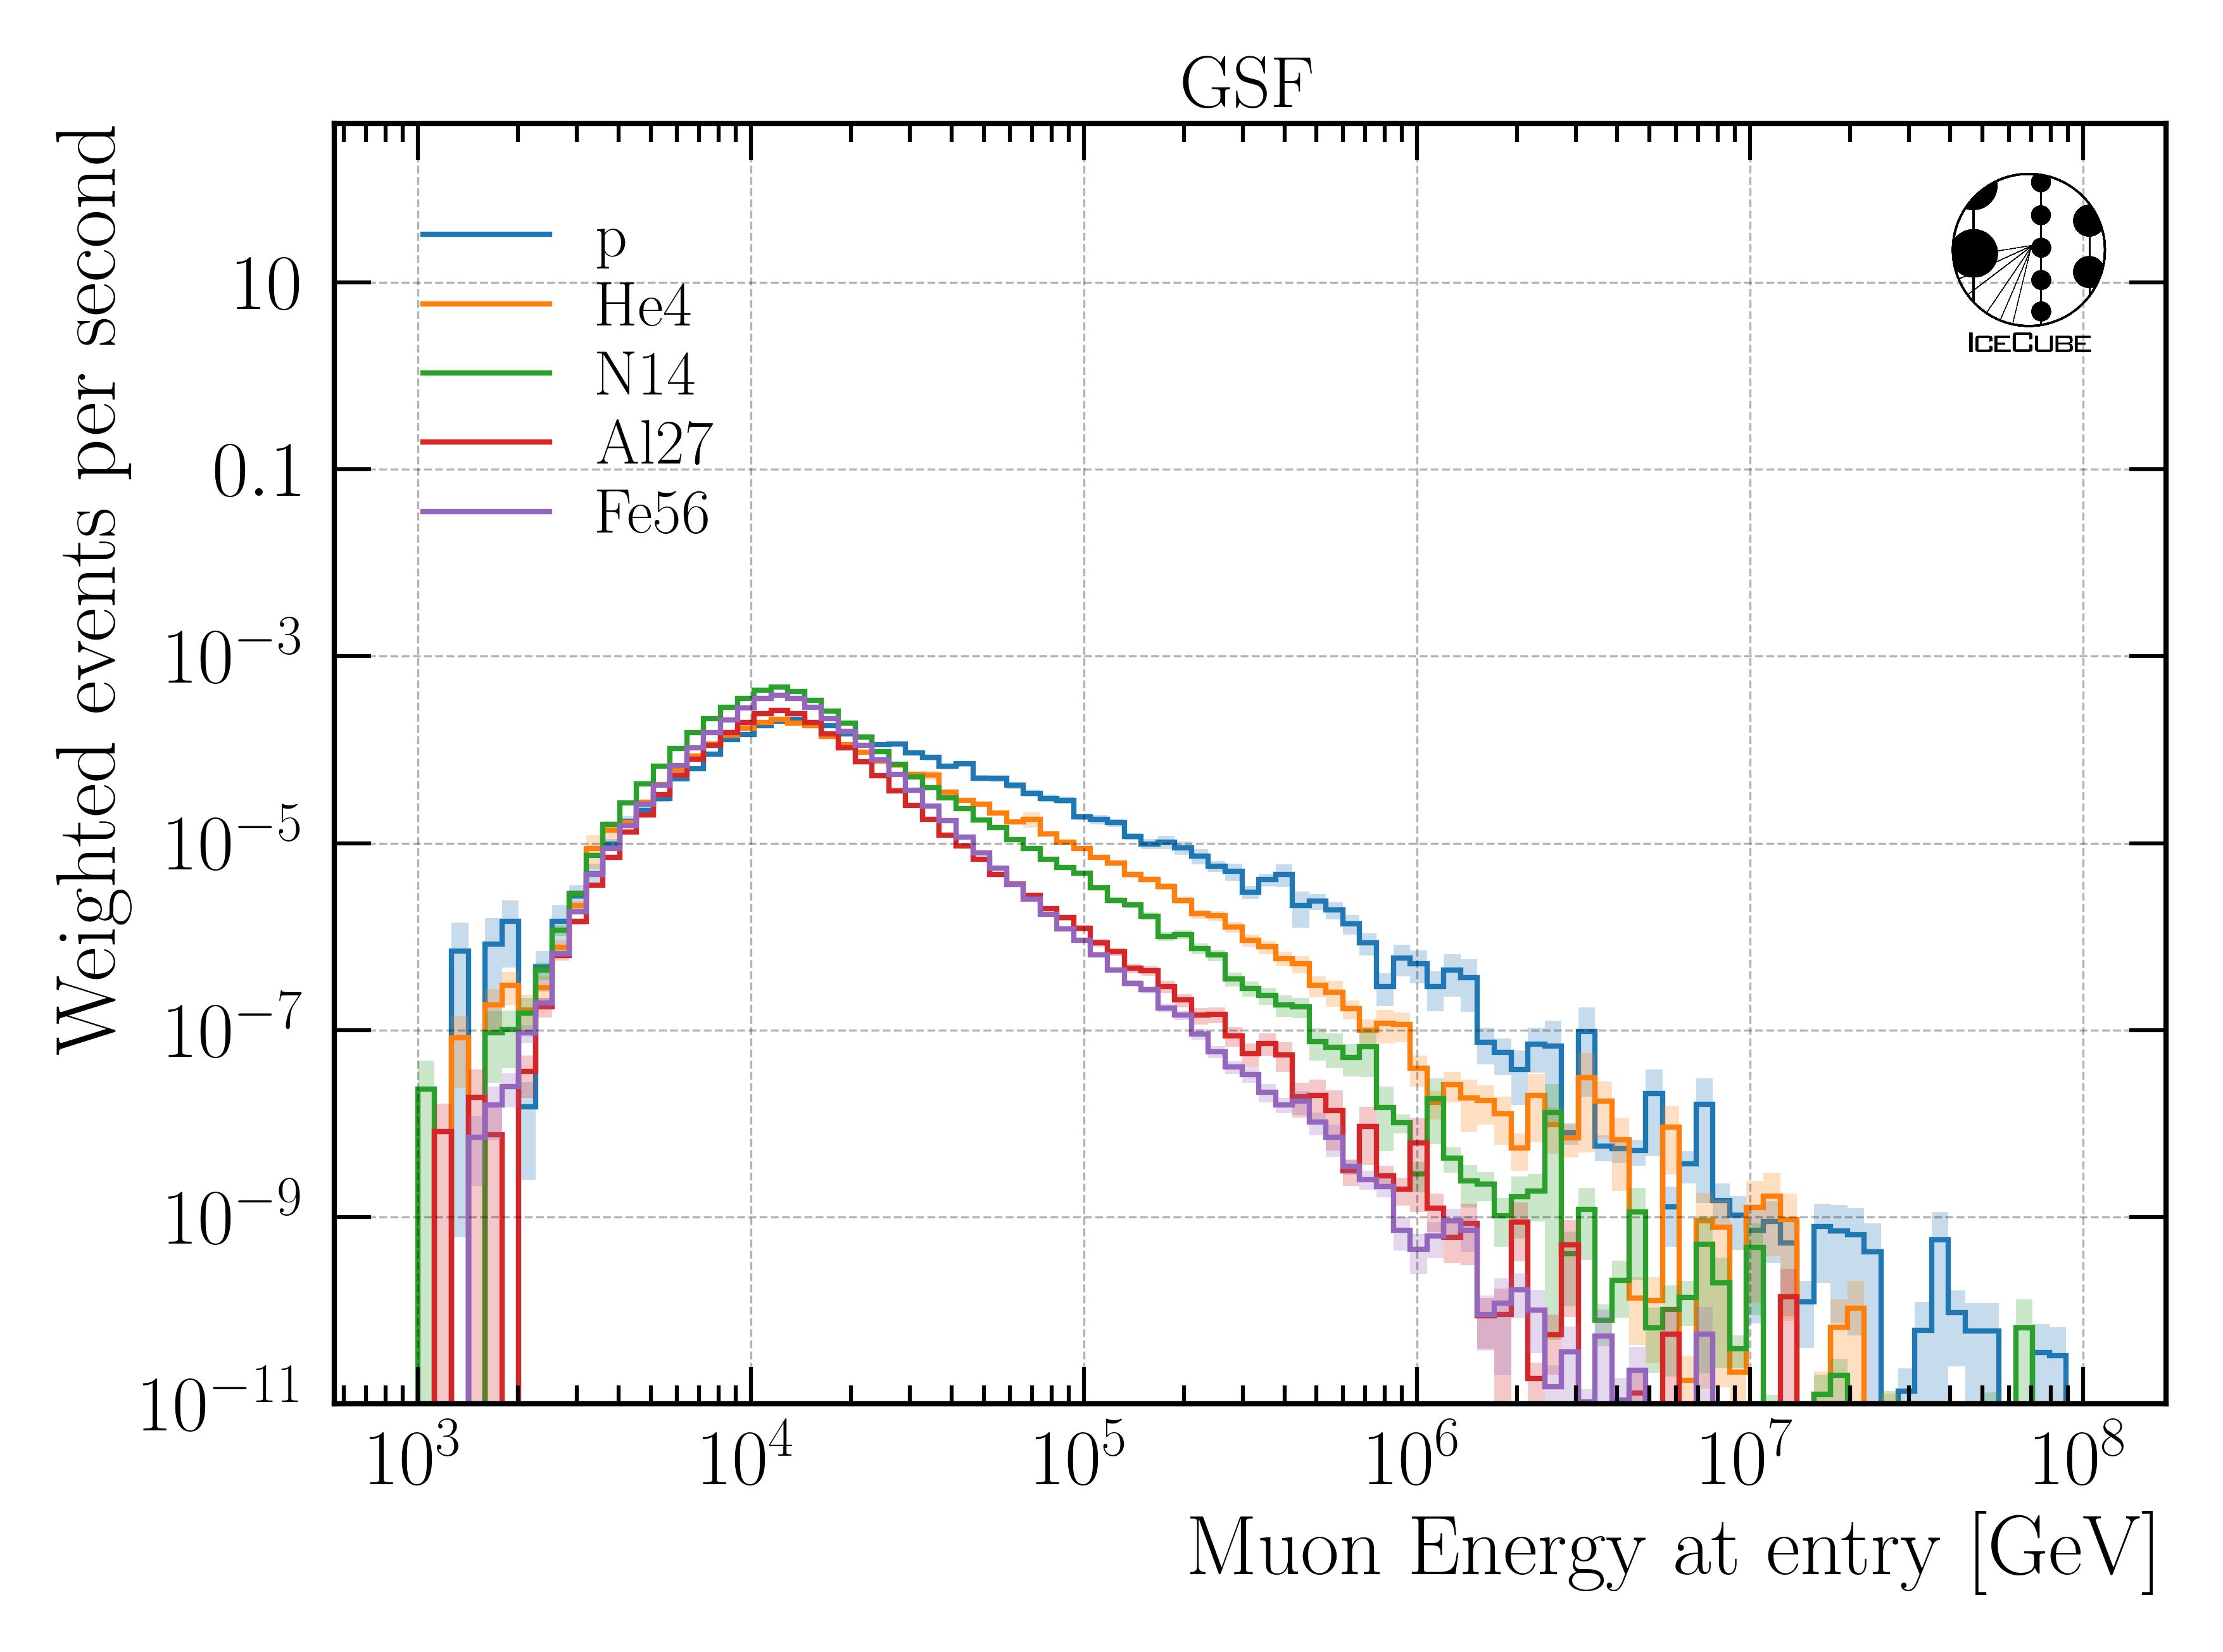 GSF
Weighted events per second
10
0.1
10⁻³
10⁻⁵
10⁻⁷
10⁻⁹
10⁻¹¹
p
He4
N14
Al27
Fe56
ICECUBE
10³ 10⁴ 10⁵ 10⁶ 10⁷ 10⁸
Muon Energy at entry [GeV]